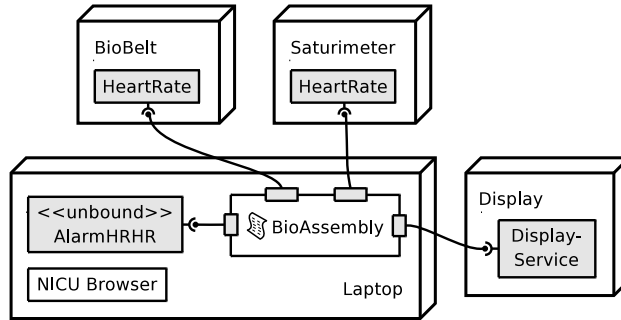 BioBelt
HeartRate
Saturimeter
HeartRate
<<unbound>>
AlarmHRHR
BioAssembly
NICU Browser
Laptop
Display
Display-
Service